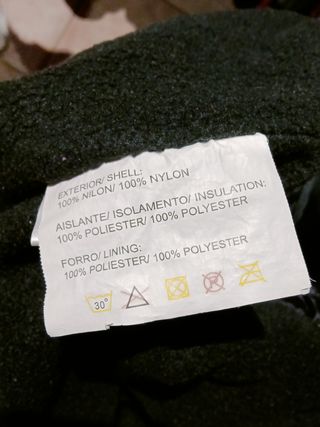 EXTERIOR/ SHELL:
100% NILON/ 100% NYLON
AISLANTE/ ISOLAMENTO/ INSULATION:
100% POLIESTER/ 100% POLYESTER
FORRO/ LINING:
100% POLIESTER/ 100% POLYESTER
30°